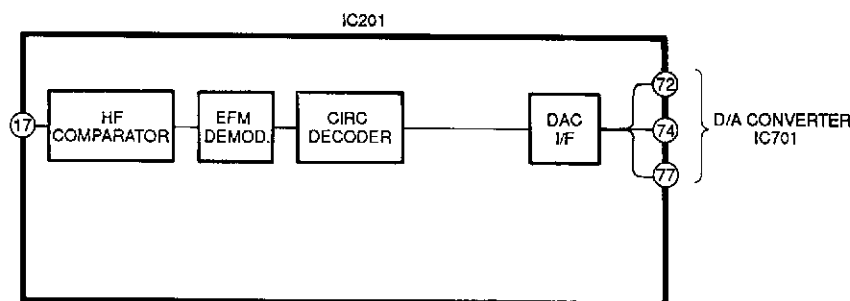 IC201
17
HF
COMPARATOR
EFM
DEMOD.
CIRC
DECODER
DAC
I/F
72
74
77
D/A CONVERTER
IC701